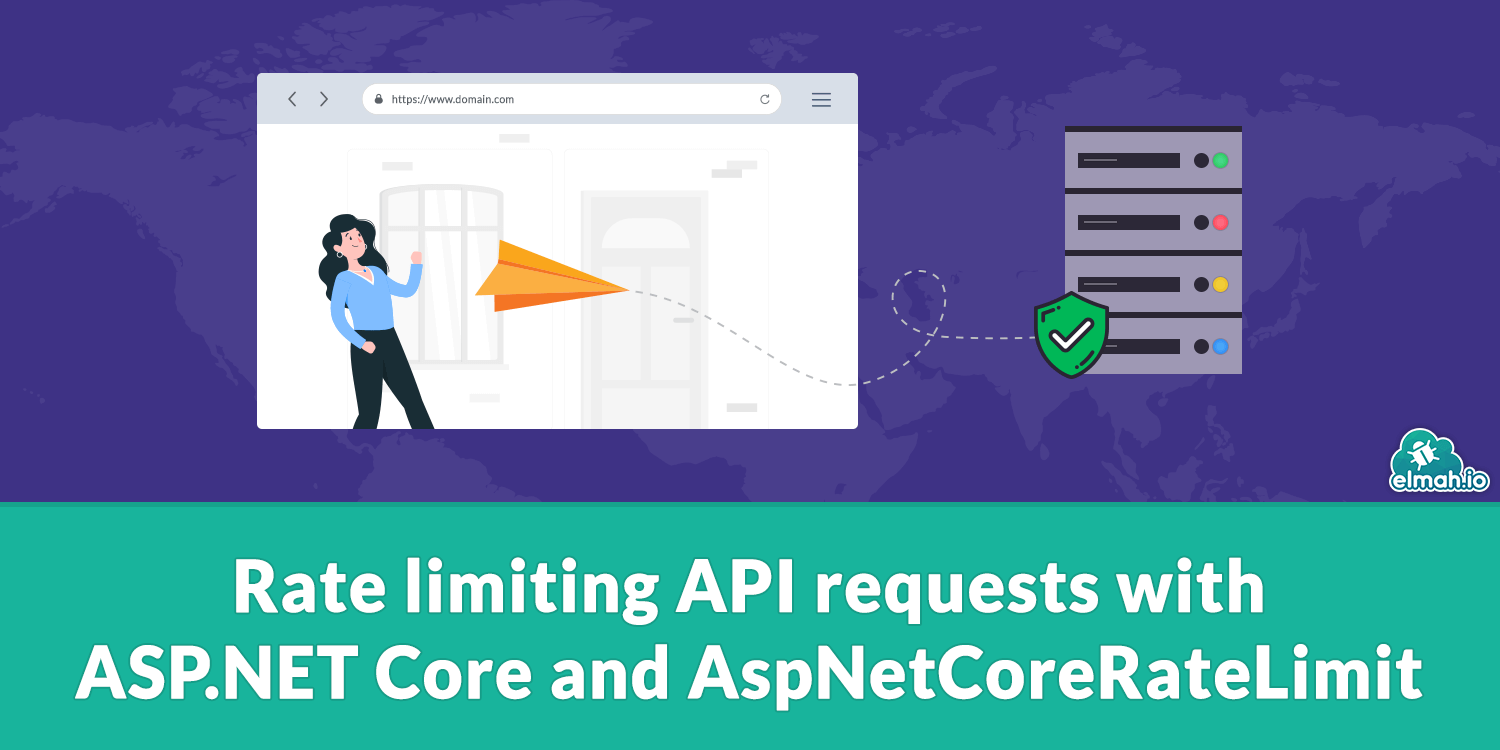 https://www.domain.com
elmah.io
Rate limiting API requests with
ASP.NET Core and AspNetCoreRateLimit